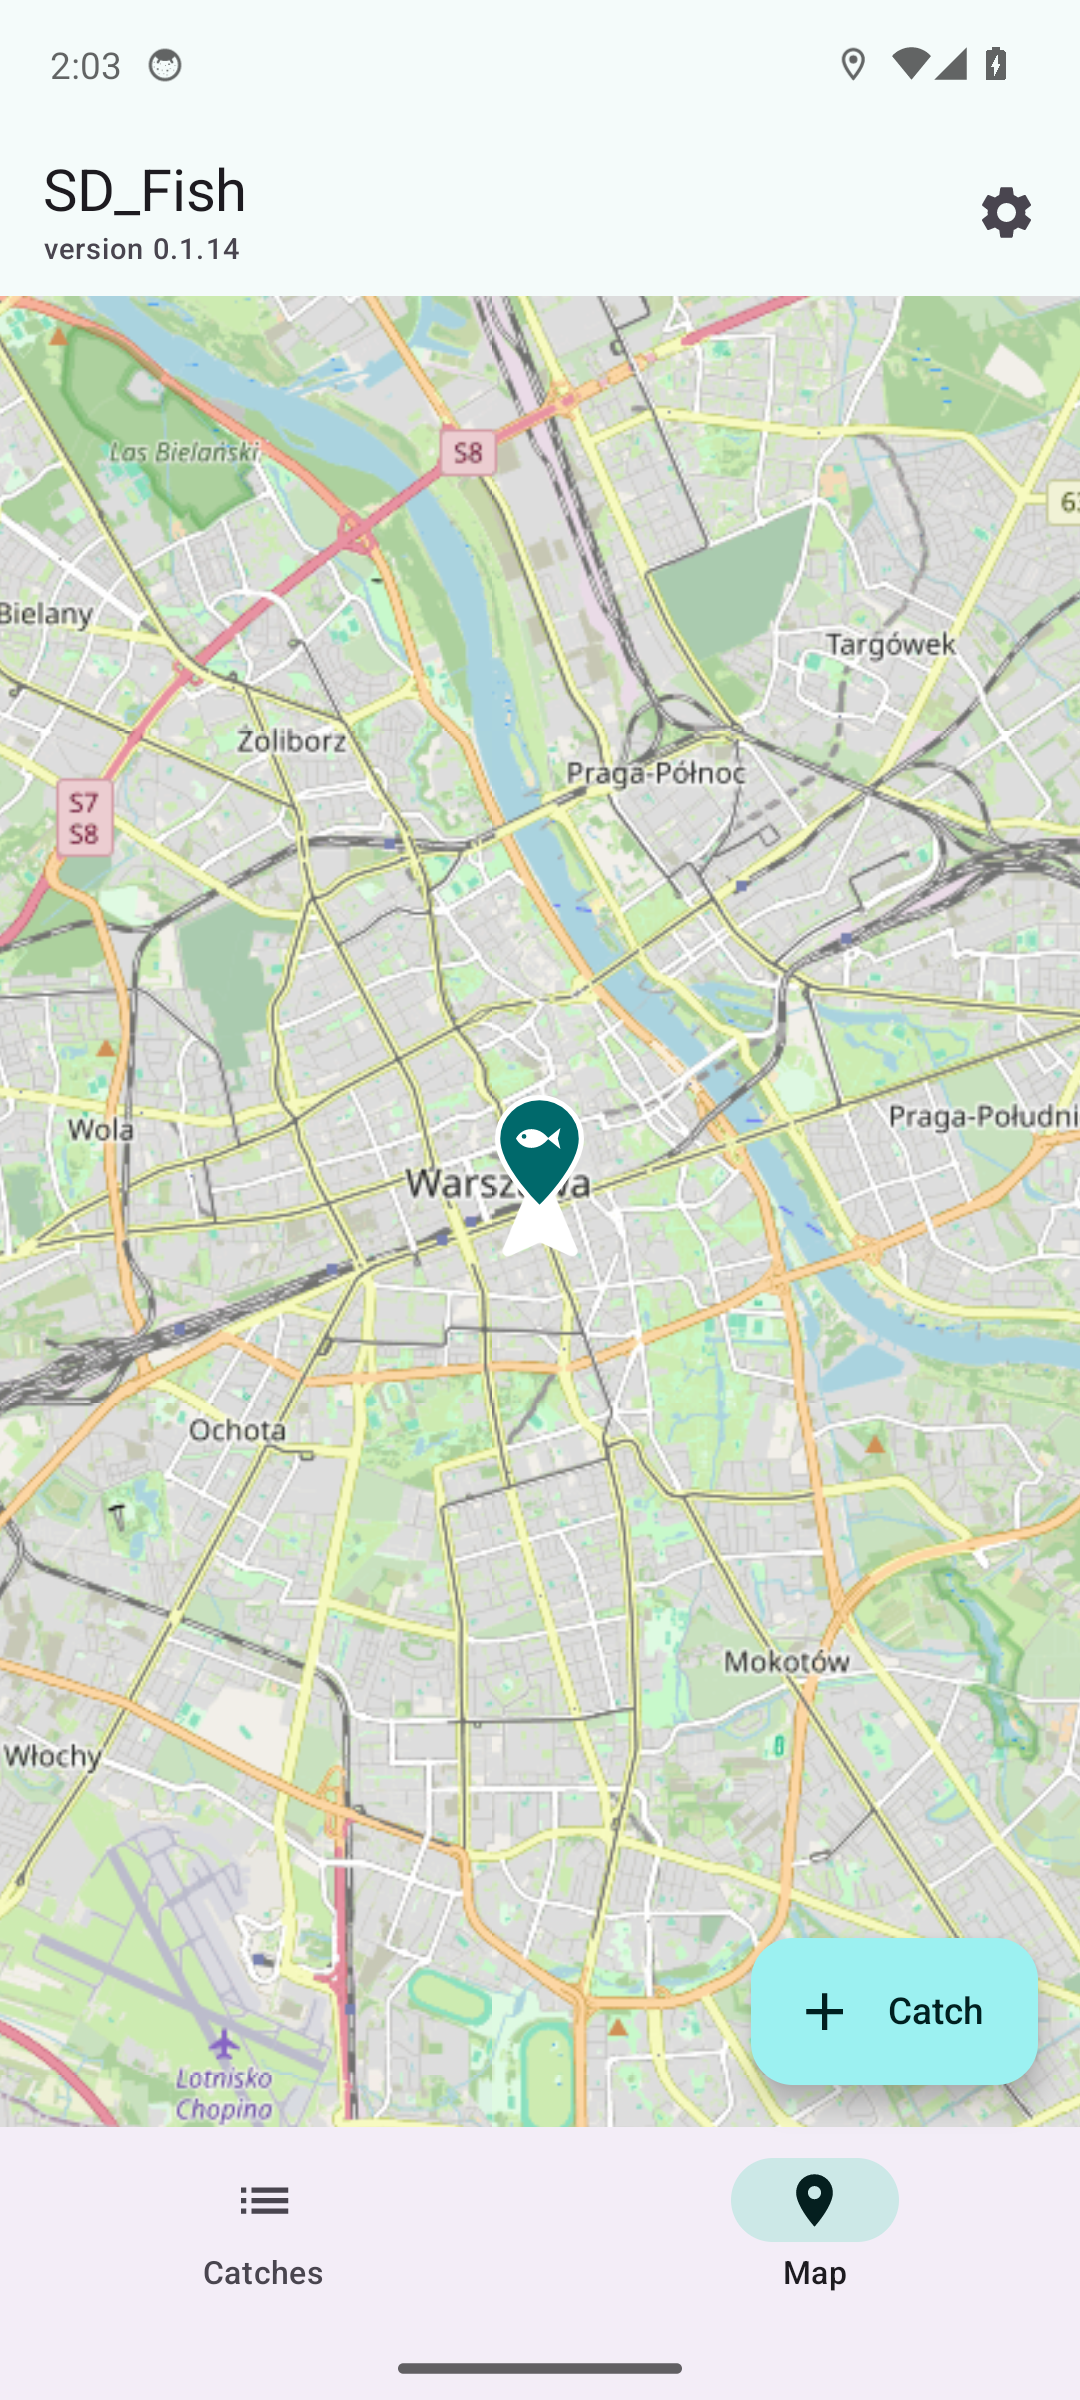 2:03
SD_Fish
version 0.1.14
Las Bielański
S8
Bielany
Targówek
Żoliborz
Praga-Północ
S7
S8
Wola
Praga-Południ
Warszawa
Ochota
Mokotów
Włochy
Lotnisko
Chopina
+ Catch
Catches
Map